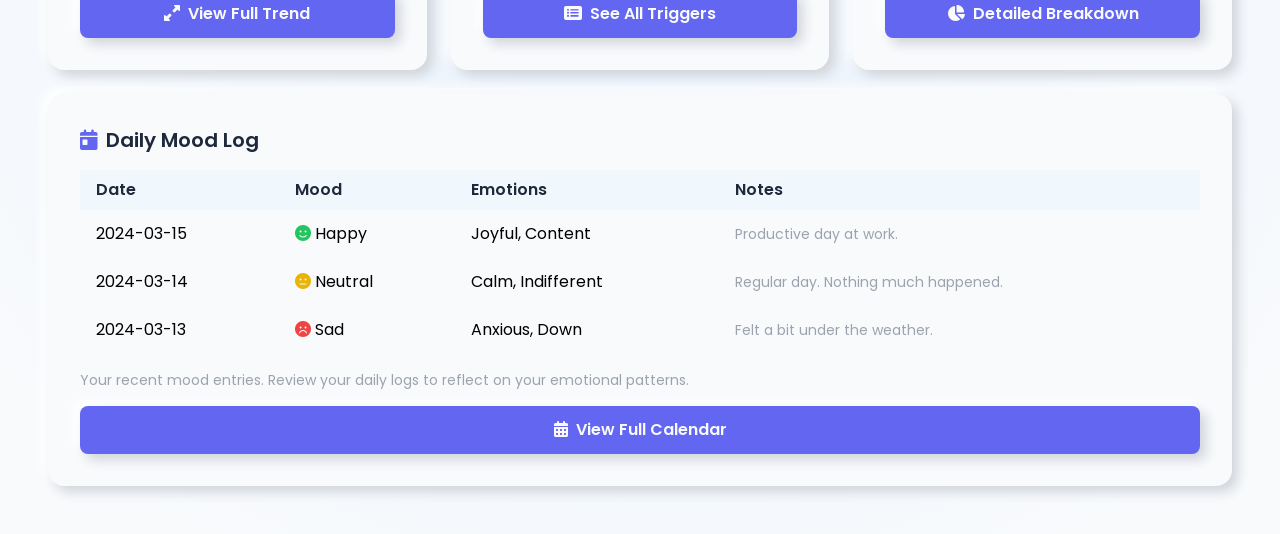 View Full Trend
See All Triggers
Detailed Breakdown
Daily Mood Log
Date Mood Emotions Notes
2024-03-15 Happy Joyful, Content Productive day at work.
2024-03-14 Neutral Calm, Indifferent Regular day. Nothing much happened.
2024-03-13 Sad Anxious, Down Felt a bit under the weather.
Your recent mood entries. Review your daily logs to reflect on your emotional patterns.
View Full Calendar